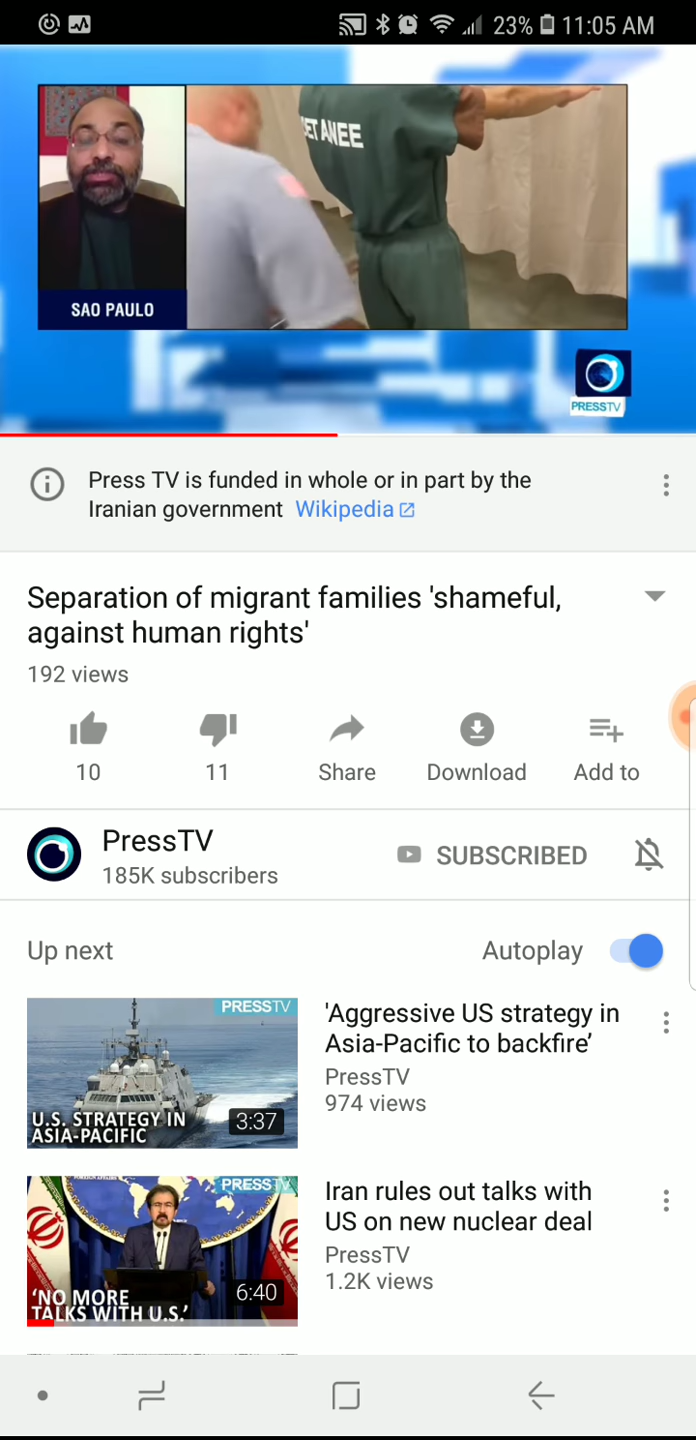 23% 11:05 AM
DETANEE
SAO PAULO
PRESSTV
Press TV is funded in whole or in part by the
Iranian government Wikipedia
Separation of migrant families 'shameful,
against human rights'
192 views
10
11
Share
Download
Add to
PressTV
185K subscribers
SUBSCRIBED
Up next
Autoplay
PRESSTV
U.S. STRATEGY IN
ASIA-PACIFIC
3:37
'Aggressive US strategy in
Asia-Pacific to backfire’
PressTV
974 views
PRESSTV
‘NO MORE
TALKS WITH U.S.’
6:40
Iran rules out talks with
US on new nuclear deal
PressTV
1.2K views